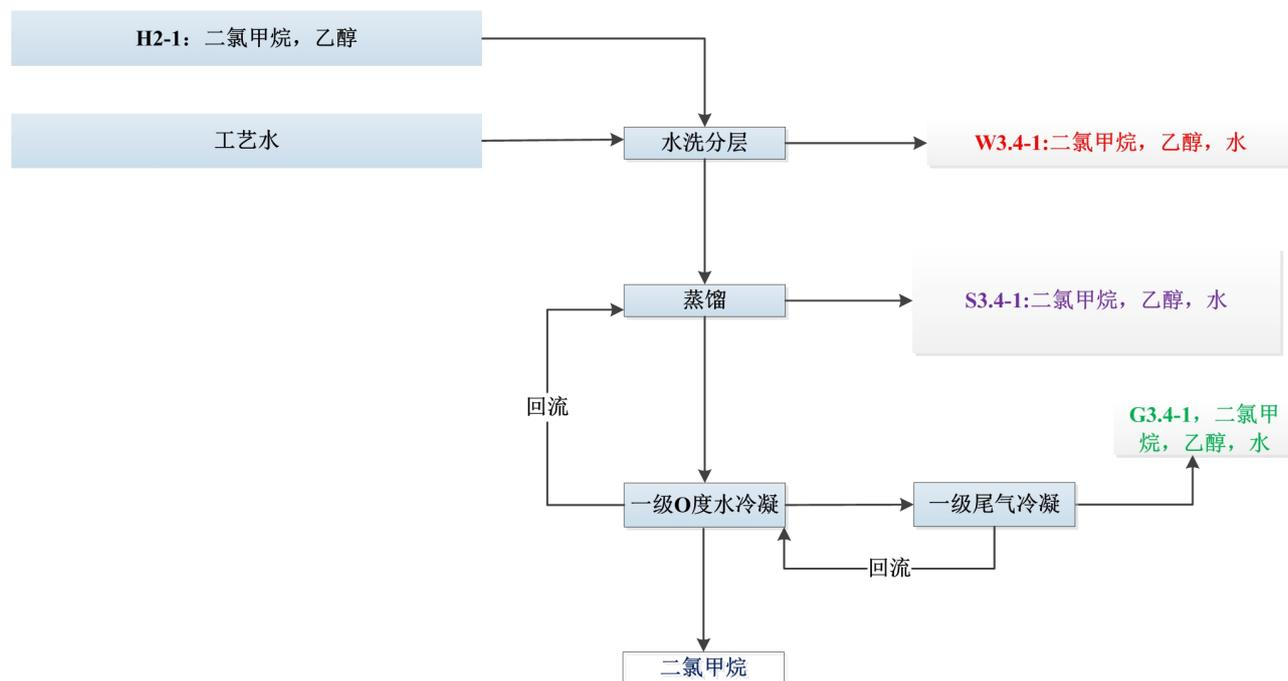 H2-1：二氯甲烷，乙醇
工艺水
水洗分层
W3.4-1:二氯甲烷，乙醇，水
蒸馏
S3.4-1:二氯甲烷，乙醇，水
回流
G3.4-1，二氯甲
烷，乙醇，水
一级O度水冷凝
一级尾气冷凝
回流
二氯甲烷